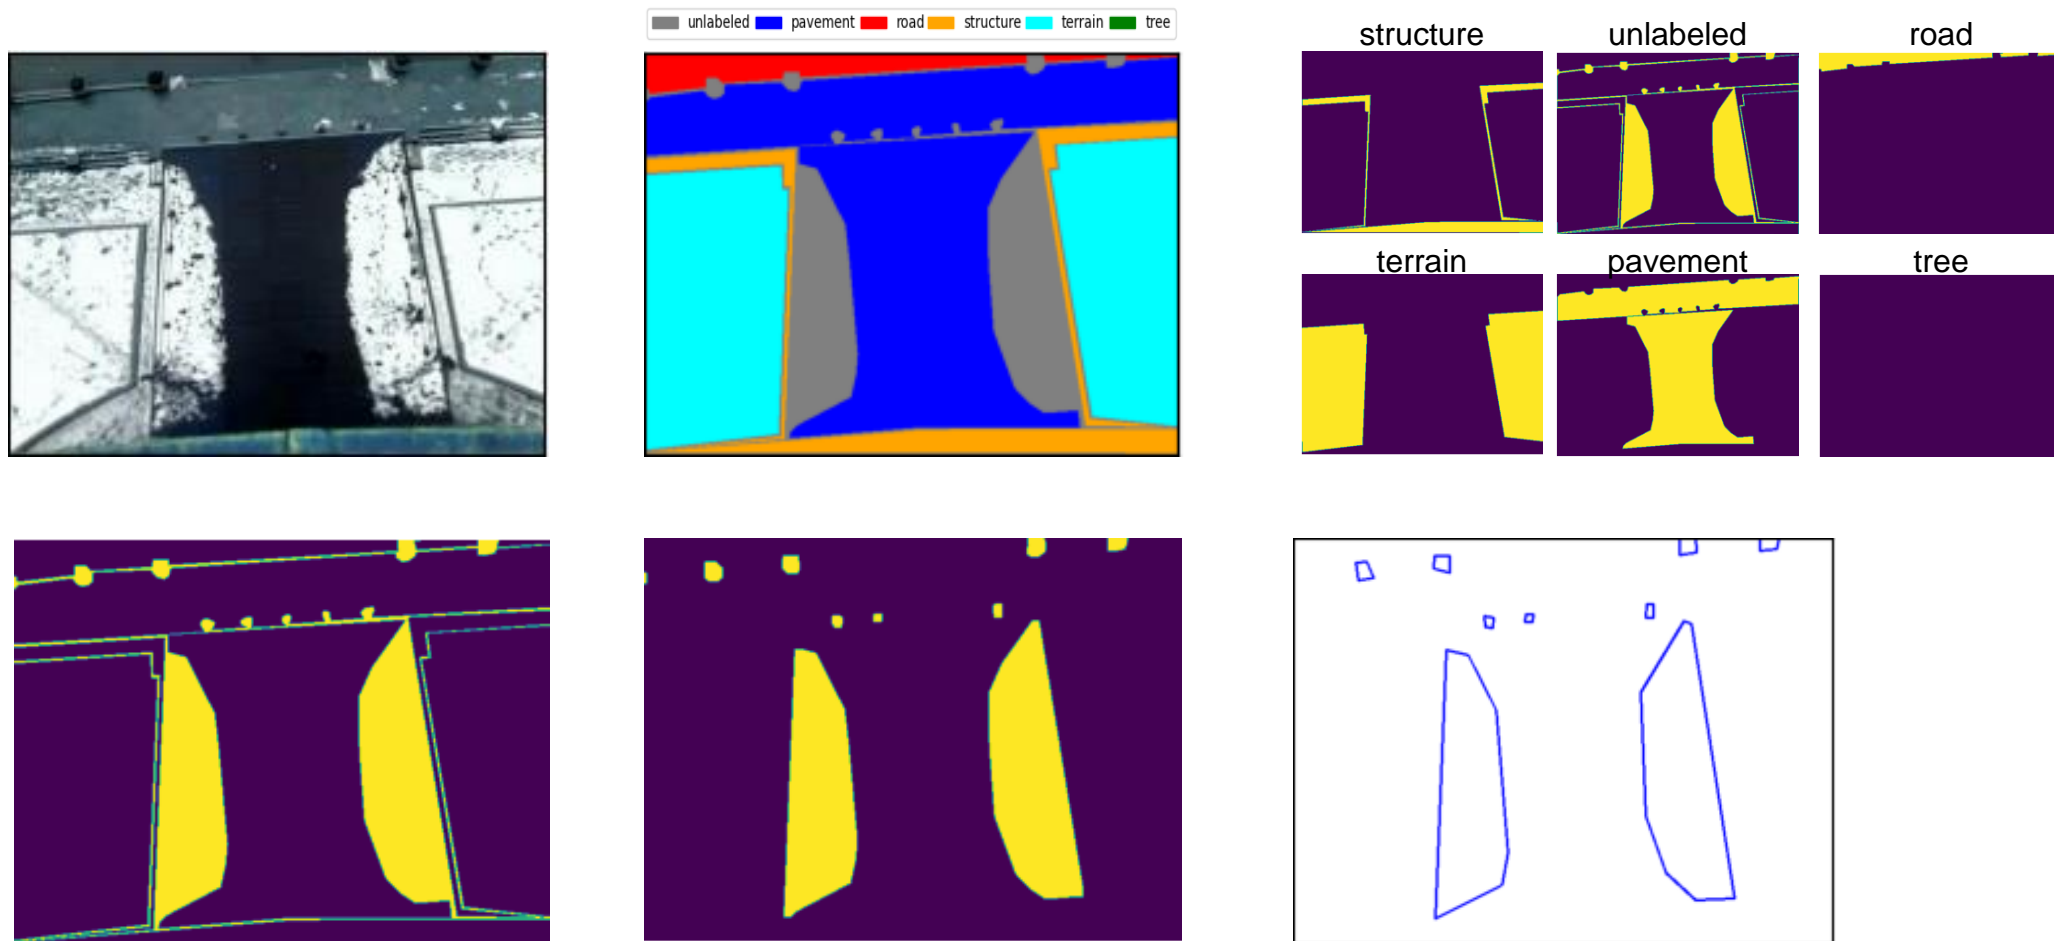 unlabeled pavement road structure terrain tree
structure unlabeled road
terrain pavement tree